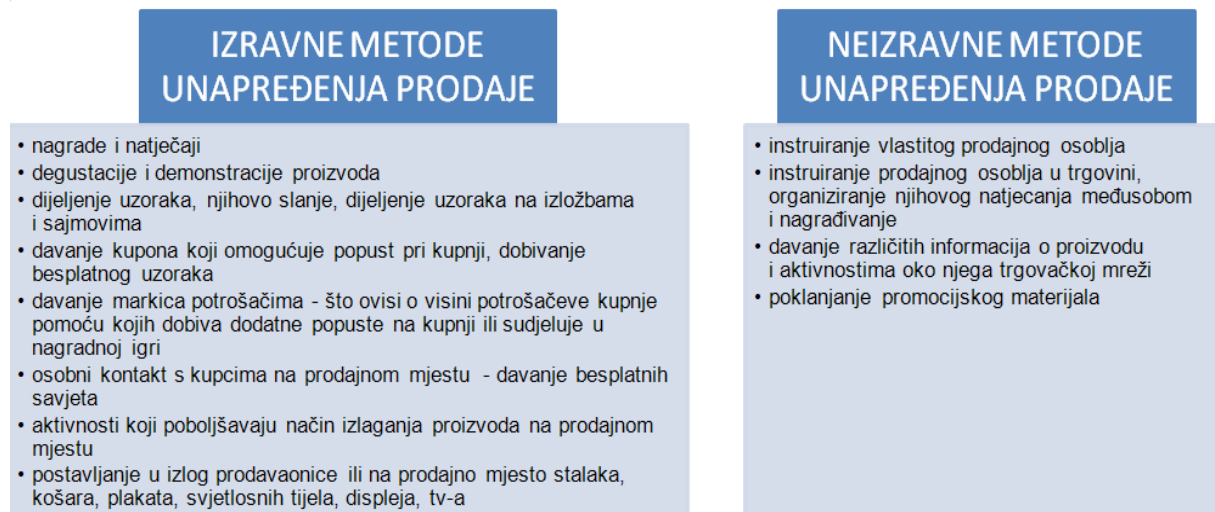 IZRAVNE METODE
UNAPREĐENJA PRODAJE
• nagrade i natječaji
• degustacije i demonstracije proizvoda
• dijeljenje uzoraka, njihovo slanje, dijeljenje uzoraka na izložbama
i sajmovima
• davanje kupona koji omogućuje popust pri kupnji, dobivanje
besplatnog uzoraka
• davanje markica potrošačima - što ovisi o visini potrošačeve kupnje
pomoću kojih dobiva dodatne popuste na kupnji ili sudjeluje u
nagradnoj igri
• osobni kontakt s kupcima na prodajnom mjestu - davanje besplatnih
savjeta
• aktivnosti koji poboljšavaju način izlaganja proizvoda na prodajnom
mjestu
• postavljanje u izlog prodavaonice ili na prodajno mjesto stalaka,
košara, plakata, svjetlosnih tijela, displeja, tv-a
NEIZRAVNE METODE
UNAPREĐENJA PRODAJE
• instruiranje vlastitog prodajnog osoblja
• instruiranje prodajnog osoblja u trgovini,
organiziranje njihovog natjecanja međusobom
i nagrađivanje
• davanje različitih informacija o proizvodu
i aktivnostima oko njega trgovačkoj mreži
• poklanjanje promocijskog materijala